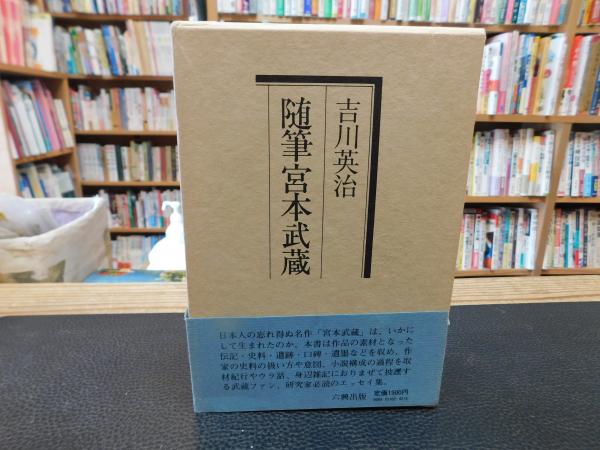 吉川英治
随筆宮本武蔵
日本人の忘れ得ぬ名作「宮本武蔵」は、いかに
して生まれたのか。本書は作品の素材となった
伝記・史料・遺跡・口碑・遺墨などを収め、作
家の史料の扱い方や意図、小説構成の過程を取
材紀行やウラ話、身辺雑記におりまぜて披瀝す
る武蔵ファン、研究家必読のエッセイ集。
六興出版 定価1500円